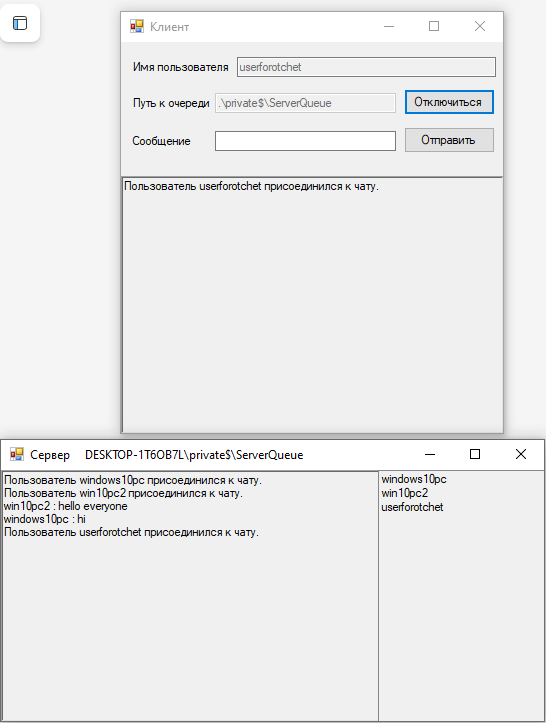 Клиент
Имя пользователя userforotchet
Путь к очереди .\private$\ServerQueue Отключиться
Сообщение Отправить
Пользователь userforotchet присоединился к чату.
Сервер DESKTOP-1T6OB7L\private$\ServerQueue
Пользователь windows10pc присоединился к чату.
Пользователь win10pc2 присоединился к чату.
win10pc2 : hello everyone
windows10pc : hi
Пользователь userforotchet присоединился к чату.
windows10pc
win10pc2
userforotchet